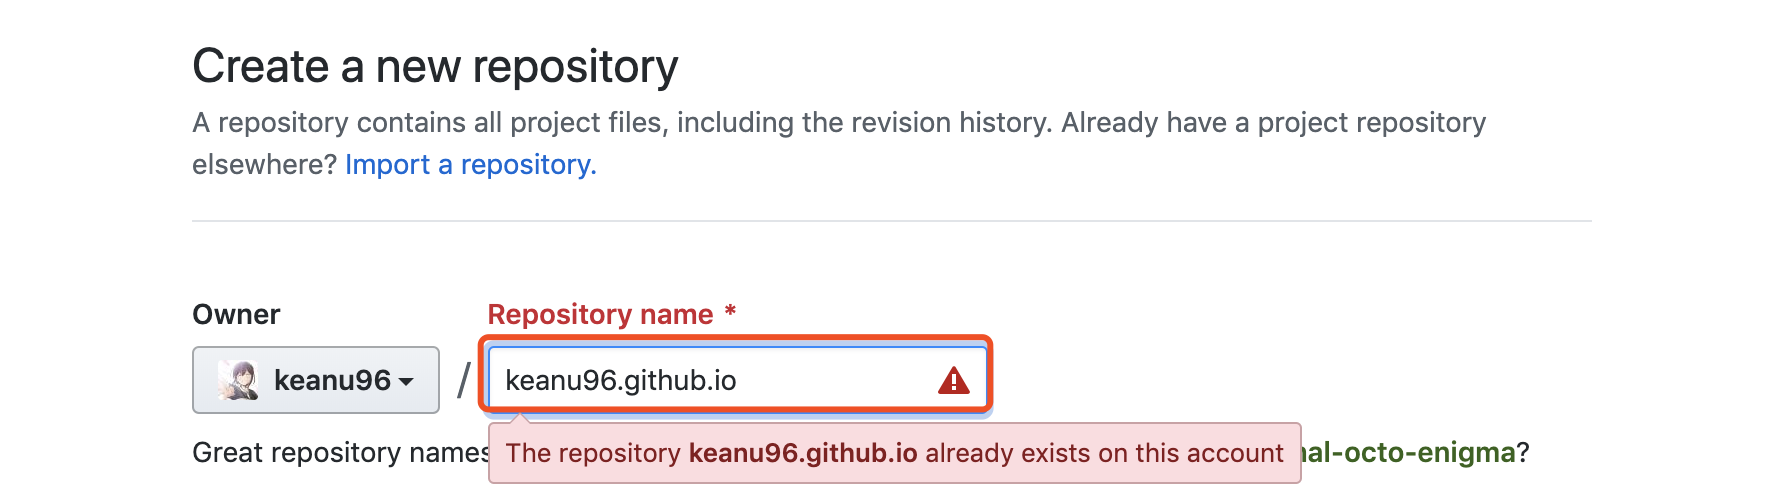 Create a new repository
A repository contains all project files, including the revision history. Already have a project repository
elsewhere? Import a repository.
Owner
Repository name *
keanu96
/
keanu96.github.io
Great repository names
The repository keanu96.github.io already exists on this account
-octo-enigma?